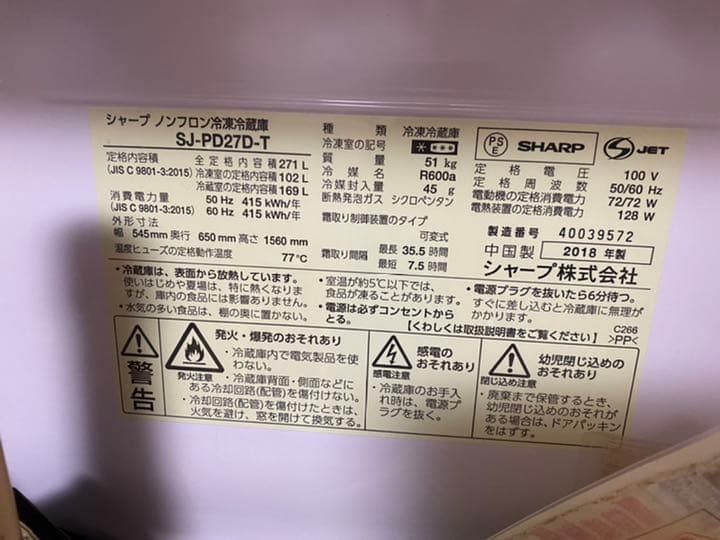 シャープ ノンフロン冷凍冷蔵庫
SJ-PD27D-T
定格内容積
(JIS C 9801-3:2015)
全定格内容積 271 L
冷凍室の定格内容積 102 L
冷蔵室の定格内容積 169 L
消費電力量
(JIS C 9801-3:2015)
50 Hz 415 kWh/年
60 Hz 415 kWh/年
外形寸法
幅 545mm 奥行 650mm 高さ 1560mm
温度ヒューズの定格動作温度 77℃
種類 冷凍冷蔵庫
冷凍室の記号
質量 51 kg
冷媒名 R600a
冷媒封入量 45 g
断熱発泡ガス シクロペンタン
霜取り制御装置のタイプ
可変式
霜取り間隔
最長 35.5 時間
最短 7.5 時間
PS
E
SHARP
S JET
定格電圧 100 V
定格周波数 50/60 Hz
電動機の定格消費電力 72/72 W
電熱装置の定格消費電力 128 W
製造番号 40039572
中国製 2018 年製
シャープ株式会社
・冷蔵庫は、表面から放熱しています。
使いはじめや夏場は、特に熱くなりま
すが、庫内の食品には影響ありません。
・水気の多い食品は、棚の奥に置かない。
・室温が約5℃以下では、
食品が凍ることがあります。
・電源は必ずコンセントから
とる。
・電源プラグを抜いたら6分待つ。
すぐに差し込むと冷蔵庫に無理が
かかります。
【くわしくは取扱説明書をご覧ください】
C266
>PP<
警告
発火・爆発のおそれあり
発火注意
・冷蔵庫内で電気製品を使
わない。
・冷蔵庫背面・側面などに
ある冷却回路(配管)を傷付けない。
・冷却回路(配管)を傷付けたときは、
火気を避け、窓を開けて換気する。
感電の
おそれあり
感電注意
・冷蔵庫のお手入
れ時は、電源プ
ラグを抜く。
幼児閉じ込めの
おそれあり
閉じ込め注意
・廃棄まで保管するとき、
幼児閉じ込めのおそれが
ある場合は、ドアパッキン
をはずす。